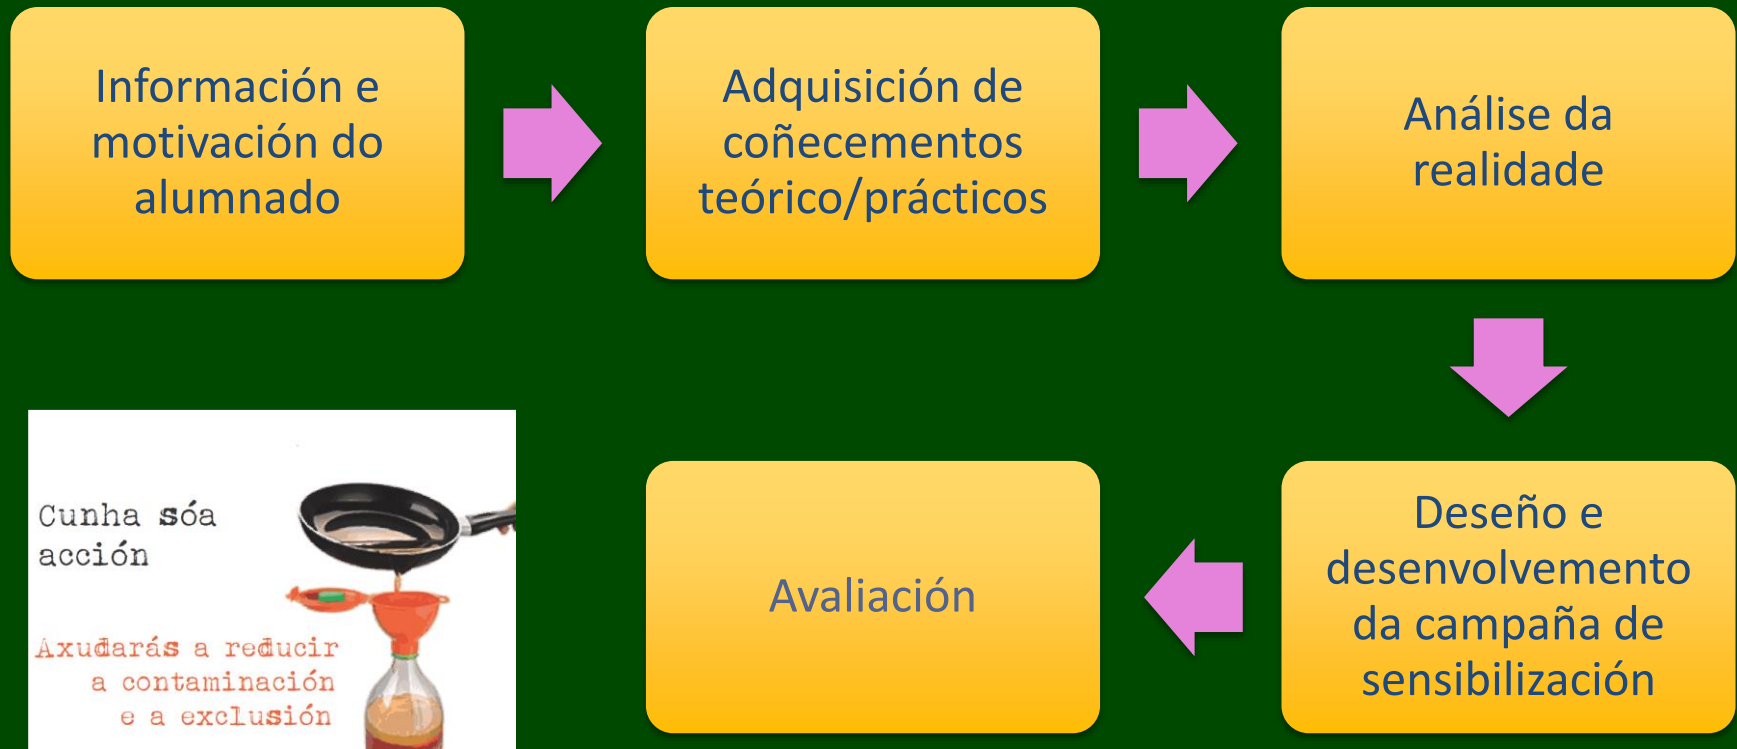 Información e
motivación do
alumnado
Adquisición de
coñecementos
teórico/prácticos
Análise da
realidade
Deseño e
desenvolvemento
da campaña de
sensibilización
Avaliación
Cunha sóa
acción
Axudarás a reducir
a contaminación
e a exclusión